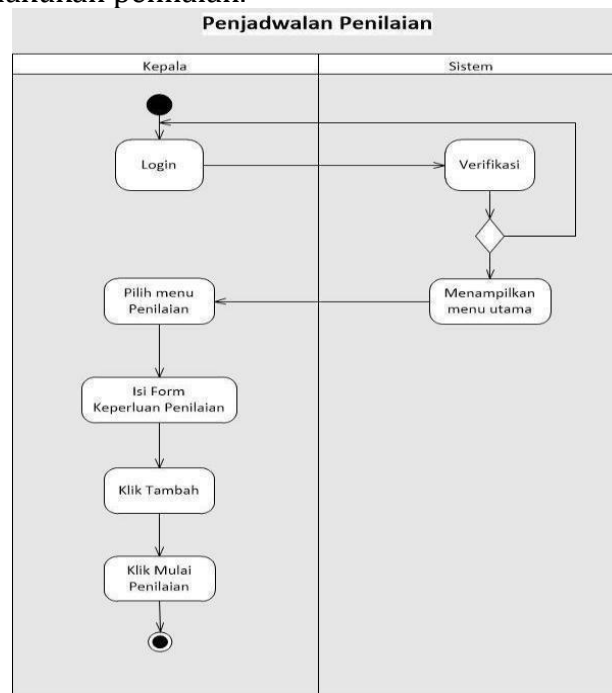 penilaian.
Penjadwalan Penilaian
Kepala
Sistem
Login
Verifikasi
Pilih menu
Penilaian
Menampilkan
menu utama
Isi Form
Keperluan Penilaian
Klik Tambah
Klik Mulai
Penilaian